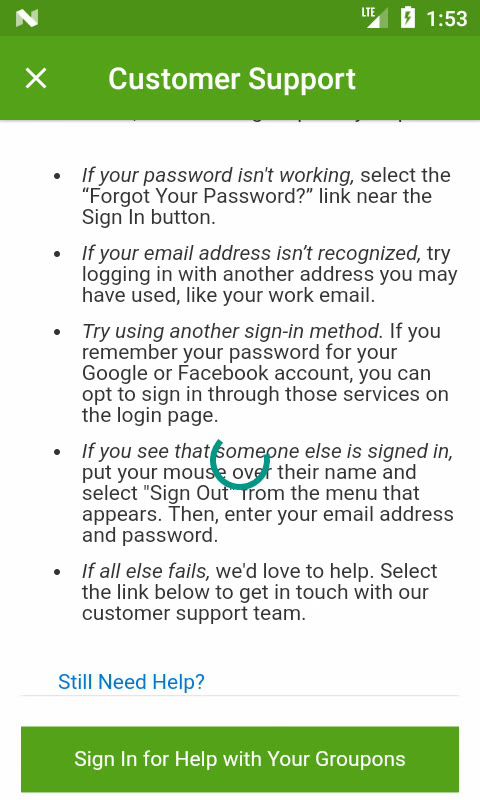 LTE 1:53
Customer Support
• If your password isn't working, select the
“Forgot Your Password?” link near the
Sign In button.
• If your email address isn’t recognized, try
logging in with another address you may
have used, like your work email.
• Try using another sign-in method. If you
remember your password for your
Google or Facebook account, you can
opt to sign in through those services on
the login page.
• If you see that someone else is signed in,
put your mouse over their name and
select "Sign Out" from the menu that
appears. Then, enter your email address
and password.
• If all else fails, we'd love to help. Select
the link below to get in touch with our
customer support team.
Still Need Help?
Sign In for Help with Your Groupons